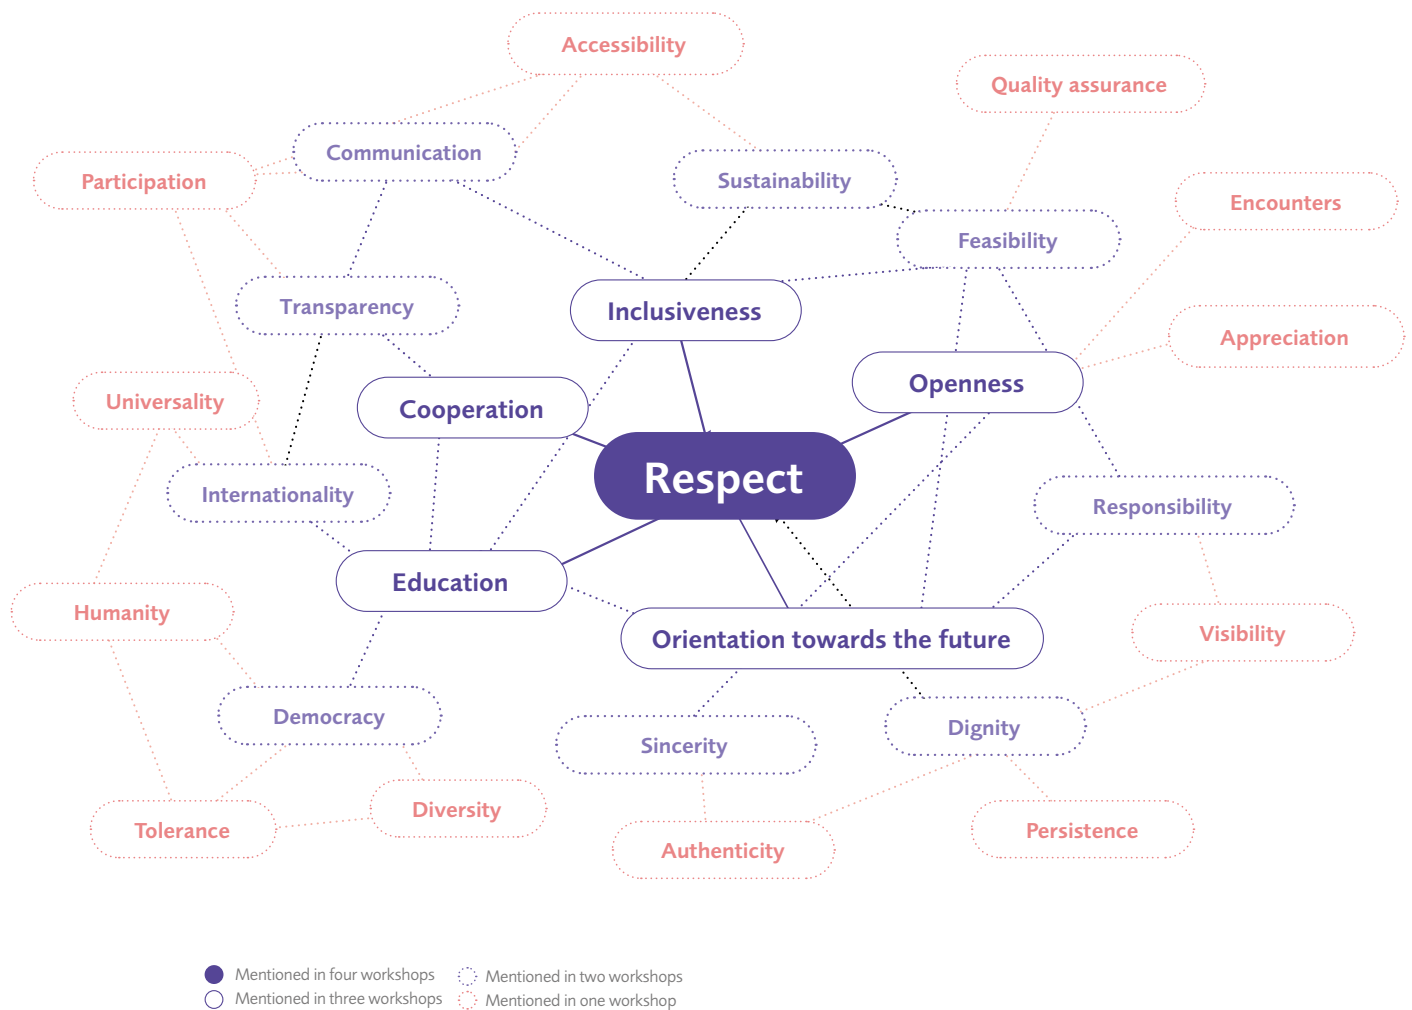 Accessibility
Quality assurance
Communication
Participation
Sustainability
Encounters
Feasibility
Transparency
Inclusiveness
Appreciation
Openness
Universality
Cooperation
Respect
Internationality
Responsibility
Education
Humanity
Orientation towards the future
Visibility
Democracy
Dignity
Sincerity
Diversity
Tolerance
Persistence
Authenticity
Mentioned in four workshops
Mentioned in two workshops
Mentioned in three workshops
Mentioned in one workshop